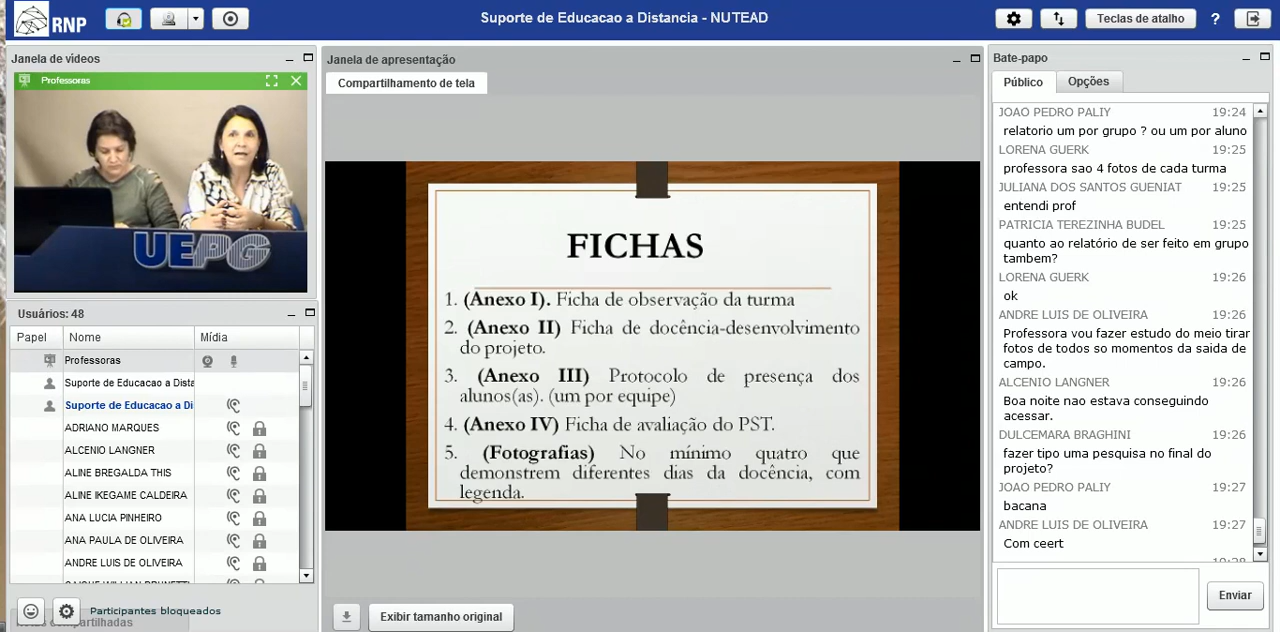 RNP
Suporte de Educacao a Distancia - NUTEAD
Teclas de atalho
?
Janela de vídeos
Professoras
UEPG
Usuários: 48
Papel Nome Mídia
Professoras
Suporte de Educacao a Dista
Suporte de Educacao a Di
ADRIANO MARQUES
ALCENIO LANGNER
ALINE BREGALDA THIS
ALINE IKEGAME CALDEIRA
ANA LUCIA PINHEIRO
ANA PAULA DE OLIVEIRA
ANDRE LUIS DE OLIVEIRA
Participantes bloqueados
Notas compartilhadas
Janela de apresentação
Compartilhamento de tela
FICHAS
1. (Anexo I). Ficha de observação da turma
2. (Anexo II) Ficha de docência-desenvolvimento
do projeto.
3. (Anexo III) Protocolo de presença dos
alunos(as). (um por equipe)
4. (Anexo IV) Ficha de avaliação do PST.
5. (Fotografias) No mínimo quatro que
demonstrem diferentes dias da docência, com
legenda.
Exibir tamanho original
Bate-papo
Público Opções
JOAO PEDRO PALIY 19:24
relatorio um por grupo ? ou um por aluno
LORENA GUERK 19:25
professora sao 4 fotos de cada turma
JULIANA DOS SANTOS GUENIAT 19:25
entendi prof
PATRICIA TEREZINHA BUDEL 19:25
quanto ao relatório de ser feito em grupo
tambem?
LORENA GUERK 19:26
ok
ANDRE LUIS DE OLIVEIRA 19:26
Professora vou fazer estudo do meio tirar
fotos de todos so momentos da saida de
campo.
ALCENIO LANGNER 19:26
Boa noite nao estava conseguindo
acessar.
DULCEMARA BRAGHINI 19:26
fazer tipo uma pesquisa no final do
projeto?
JOAO PEDRO PALIY 19:27
bacana
ANDRE LUIS DE OLIVEIRA 19:27
Com ceert
Enviar